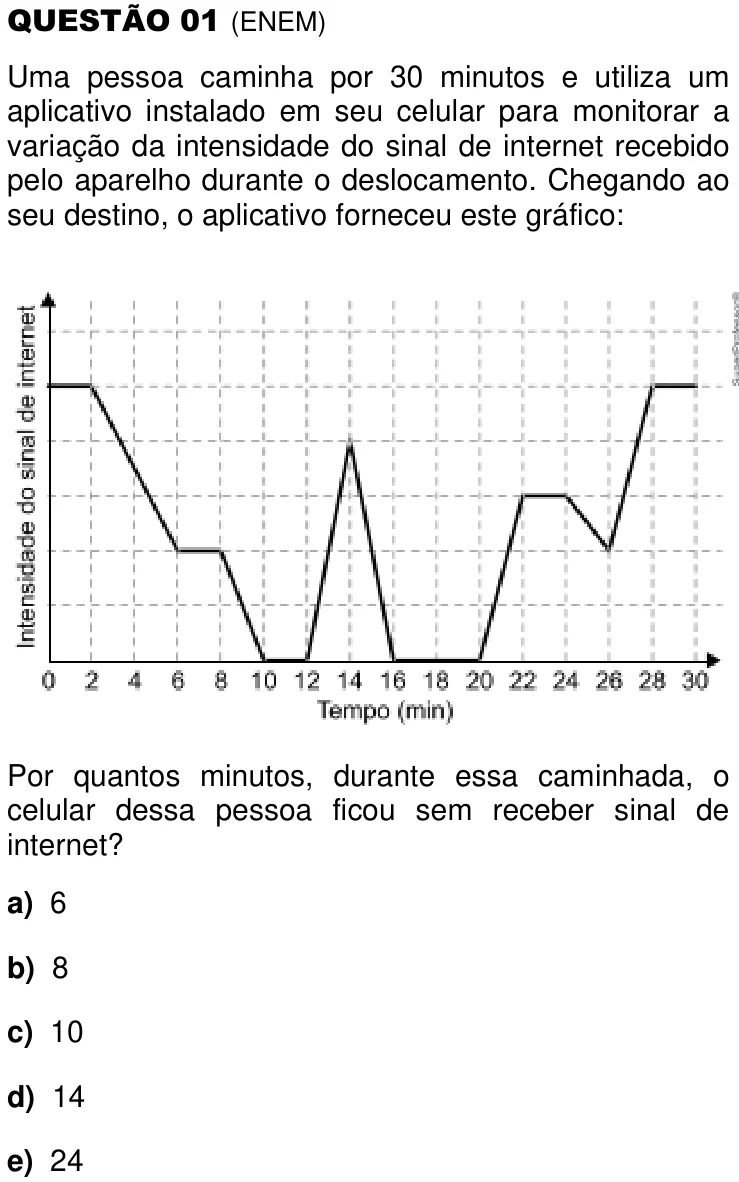 QUESTÃO 01 (ENEM)
Uma pessoa caminha por 30 minutos e utiliza um
aplicativo instalado em seu celular para monitorar a
variação da intensidade do sinal de internet recebido
pelo aparelho durante o deslocamento. Chegando ao
seu destino, o aplicativo forneceu este gráfico:
Intensidade do sinal de internet
0 2 4 6 8 10 12 14 16 18 20 22 24 26 28 30
Tempo (min)
Por quantos minutos, durante essa caminhada, o
celular dessa pessoa ficou sem receber sinal de
internet?
a) 6
b) 8
c) 10
d) 14
e) 24